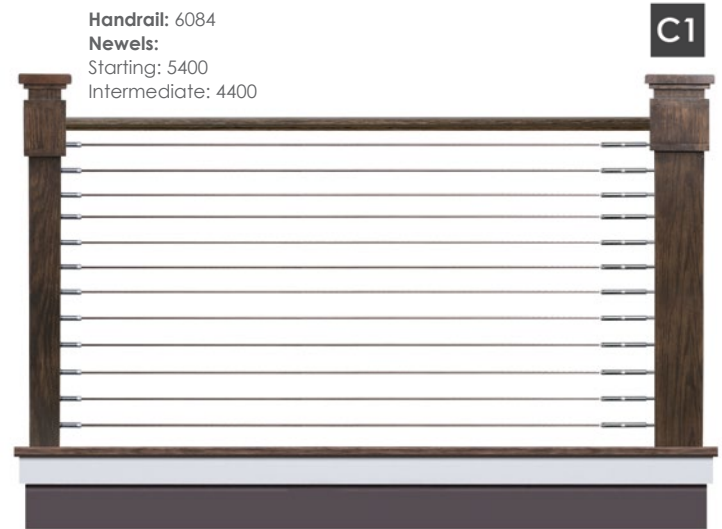 Handrail: 6084
Newels:
Starting: 5400
Intermediate: 4400
C1